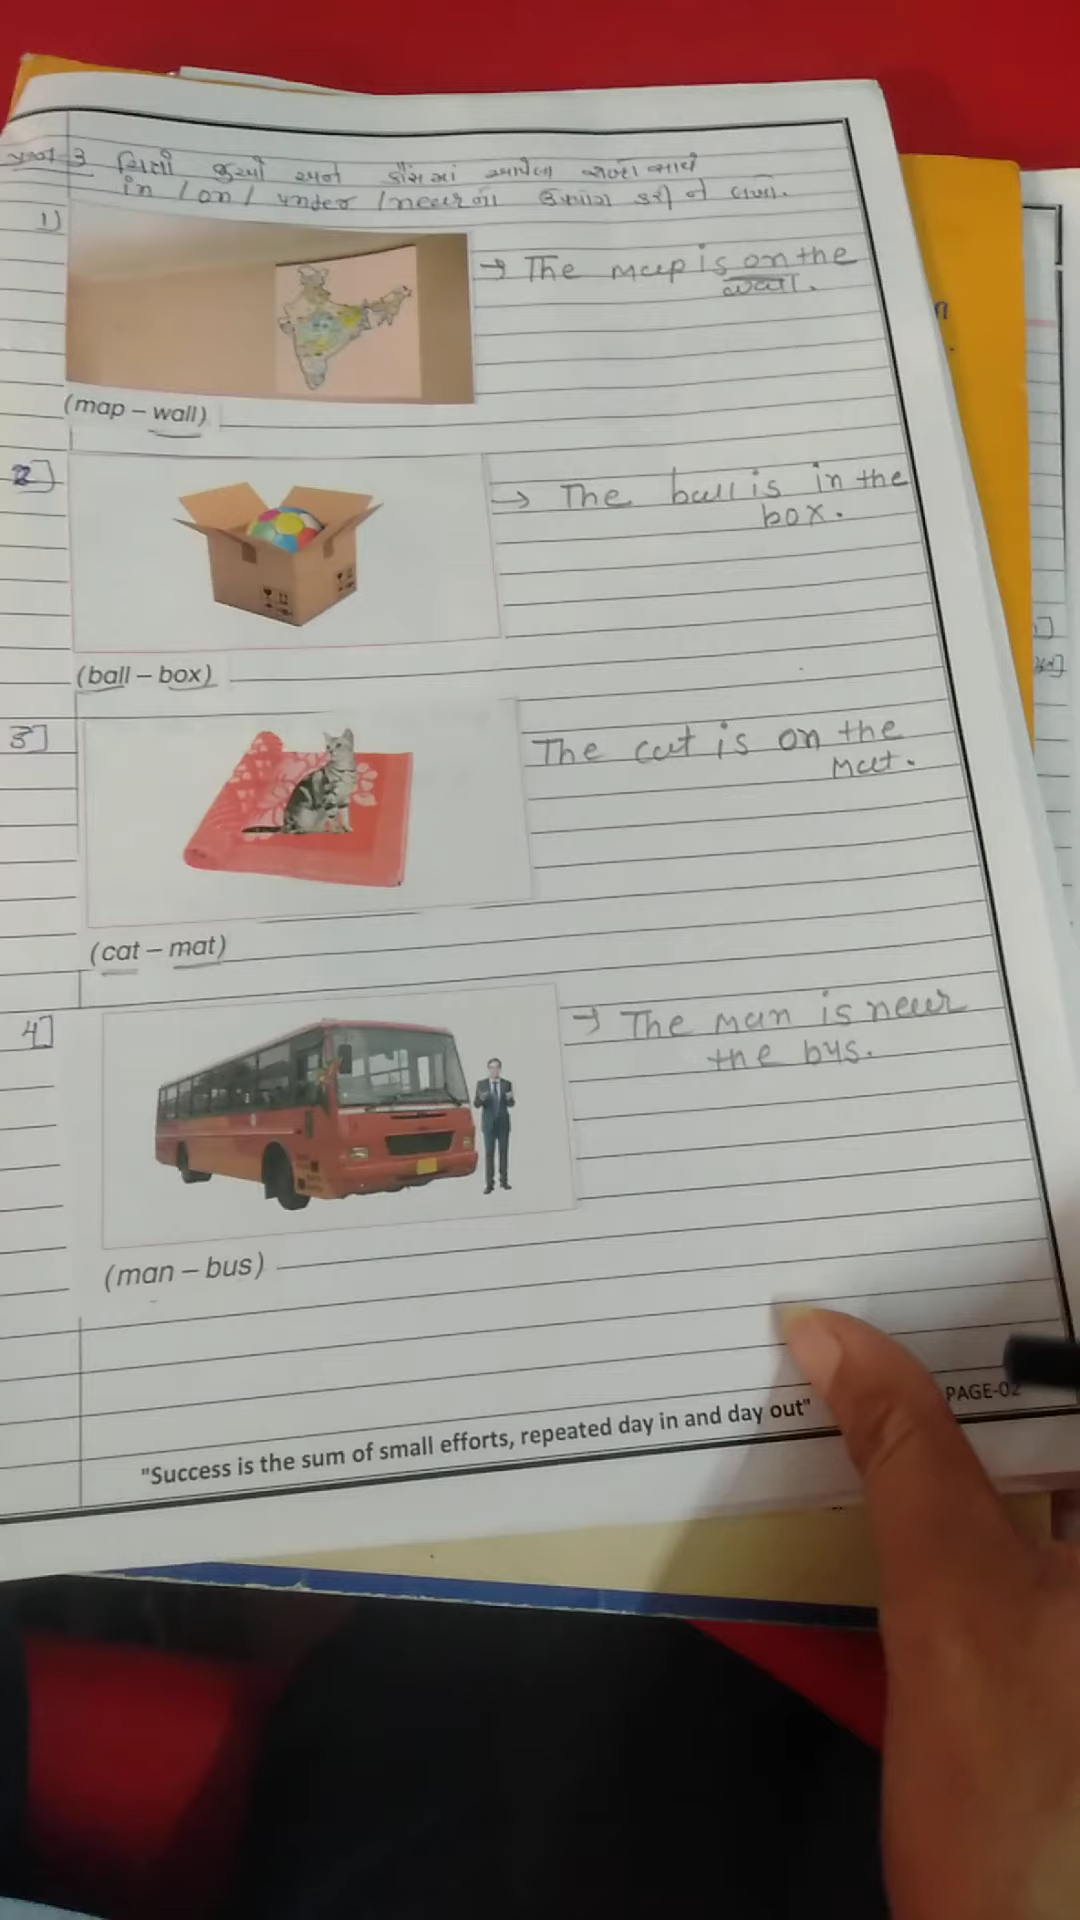 પ્રશ્ન-3 ચિત્રો જુઓ અને કૌંસમાં આપેલા શબ્દો સાથે
in / on / under / nearનો ઉપયોગ કરી ને લખો.
1)
→ The map is on the
wall.
(map – wall)
2]
→ The ball is in the
box.
(ball – box)
3]
The cat is on the
Mat.
(cat – mat)
4]
→ The man is near
the bus.
(man – bus)
"Success is the sum of small efforts, repeated day in and day out"
PAGE-02